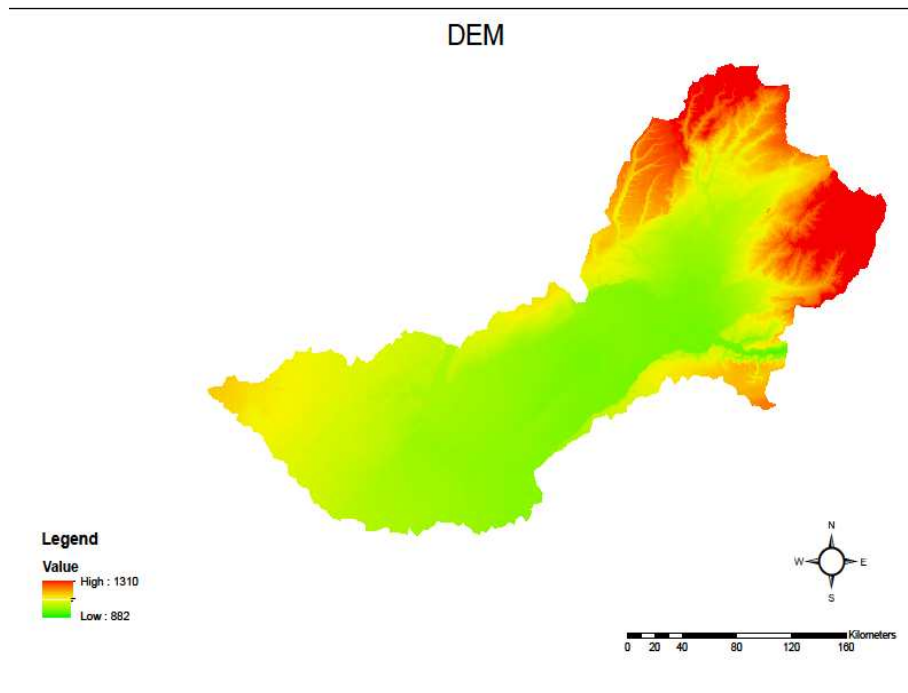 DEM
Legend
Value
High : 1310
Low : 882
N
W E
S
Kilometers
0 20 40 80 120 160